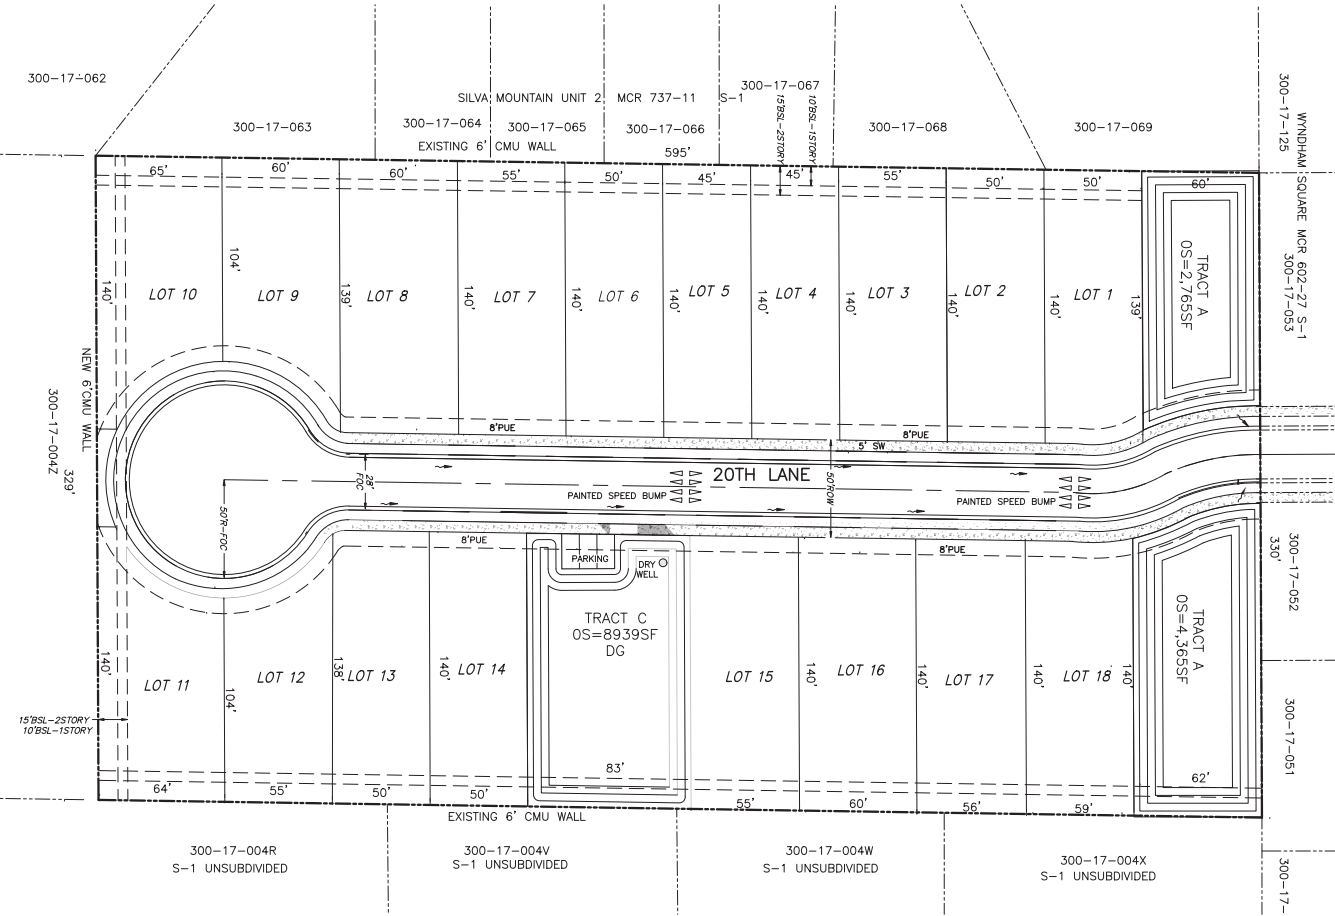 300-17-062
300-17-063
SILVA MOUNTAIN UNIT 2 MCR 737-11 S-1
300-17-064
300-17-065
300-17-066
300-17-067
15'BSL-2STORY
10'BSL-1STORY
300-17-068
300-17-069
300-17-125
WYNDHAM SQUARE MCR 602-27 S-1
300-17-053
EXISTING 6' CMU WALL
595'
65'
60'
60'
55'
50'
45'
45'
55'
50'
50'
60'
140'
LOT 10
104'
LOT 9
139'
LOT 8
140'
LOT 7
140'
LOT 6
140'
LOT 5
140'
LOT 4
140'
LOT 3
140'
LOT 2
140'
LOT 1
139'
TRACT A
OS=2,765SF
NEW 6'CMU WALL
300-17-004Z
329'
8'PUE
8'PUE
5' SW
28'
FOC
50'R-FOC
20TH LANE
50'ROW
PAINTED SPEED BUMP
PAINTED SPEED BUMP
8'PUE
8'PUE
PARKING
DRY
WELL
TRACT C
OS=8939SF
DG
330'
300-17-052
140'
LOT 11
104'
LOT 12
138'
LOT 13
140'
LOT 14
LOT 15
140'
LOT 16
140'
LOT 17
140'
LOT 18
140'
TRACT A
OS=4,365SF
300-17-051
15'BSL-2STORY
10'BSL-1STORY
64'
55'
50'
50'
83'
55'
60'
56'
59'
62'
EXISTING 6' CMU WALL
300-17-004R
S-1 UNSUBDIVIDED
300-17-004V
S-1 UNSUBDIVIDED
300-17-004W
S-1 UNSUBDIVIDED
300-17-004X
S-1 UNSUBDIVIDED
300-17-